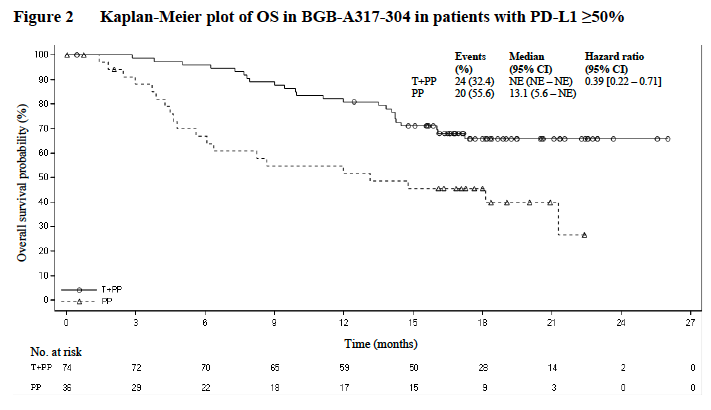 Figure 2 Kaplan-Meier plot of OS in BGB-A317-304 in patients with PD-L1 ≥50%
Events Median Hazard ratio
(%) (95% CI) (95% CI)
T+PP 24 (32.4) NE (NE – NE) 0.39 [0.22 – 0.71]
PP 20 (55.6) 13.1 (5.6 – NE)
Overall survival probability (%)
100
90
80
70
60
50
40
30
20
10
0
T+PP
PP
0 3 6 9 12 15 18 21 24 27
Time (months)
No. at risk
T+PP 74 72 70 65 59 50 28 14 2 0
PP 36 29 22 18 17 15 9 3 0 0